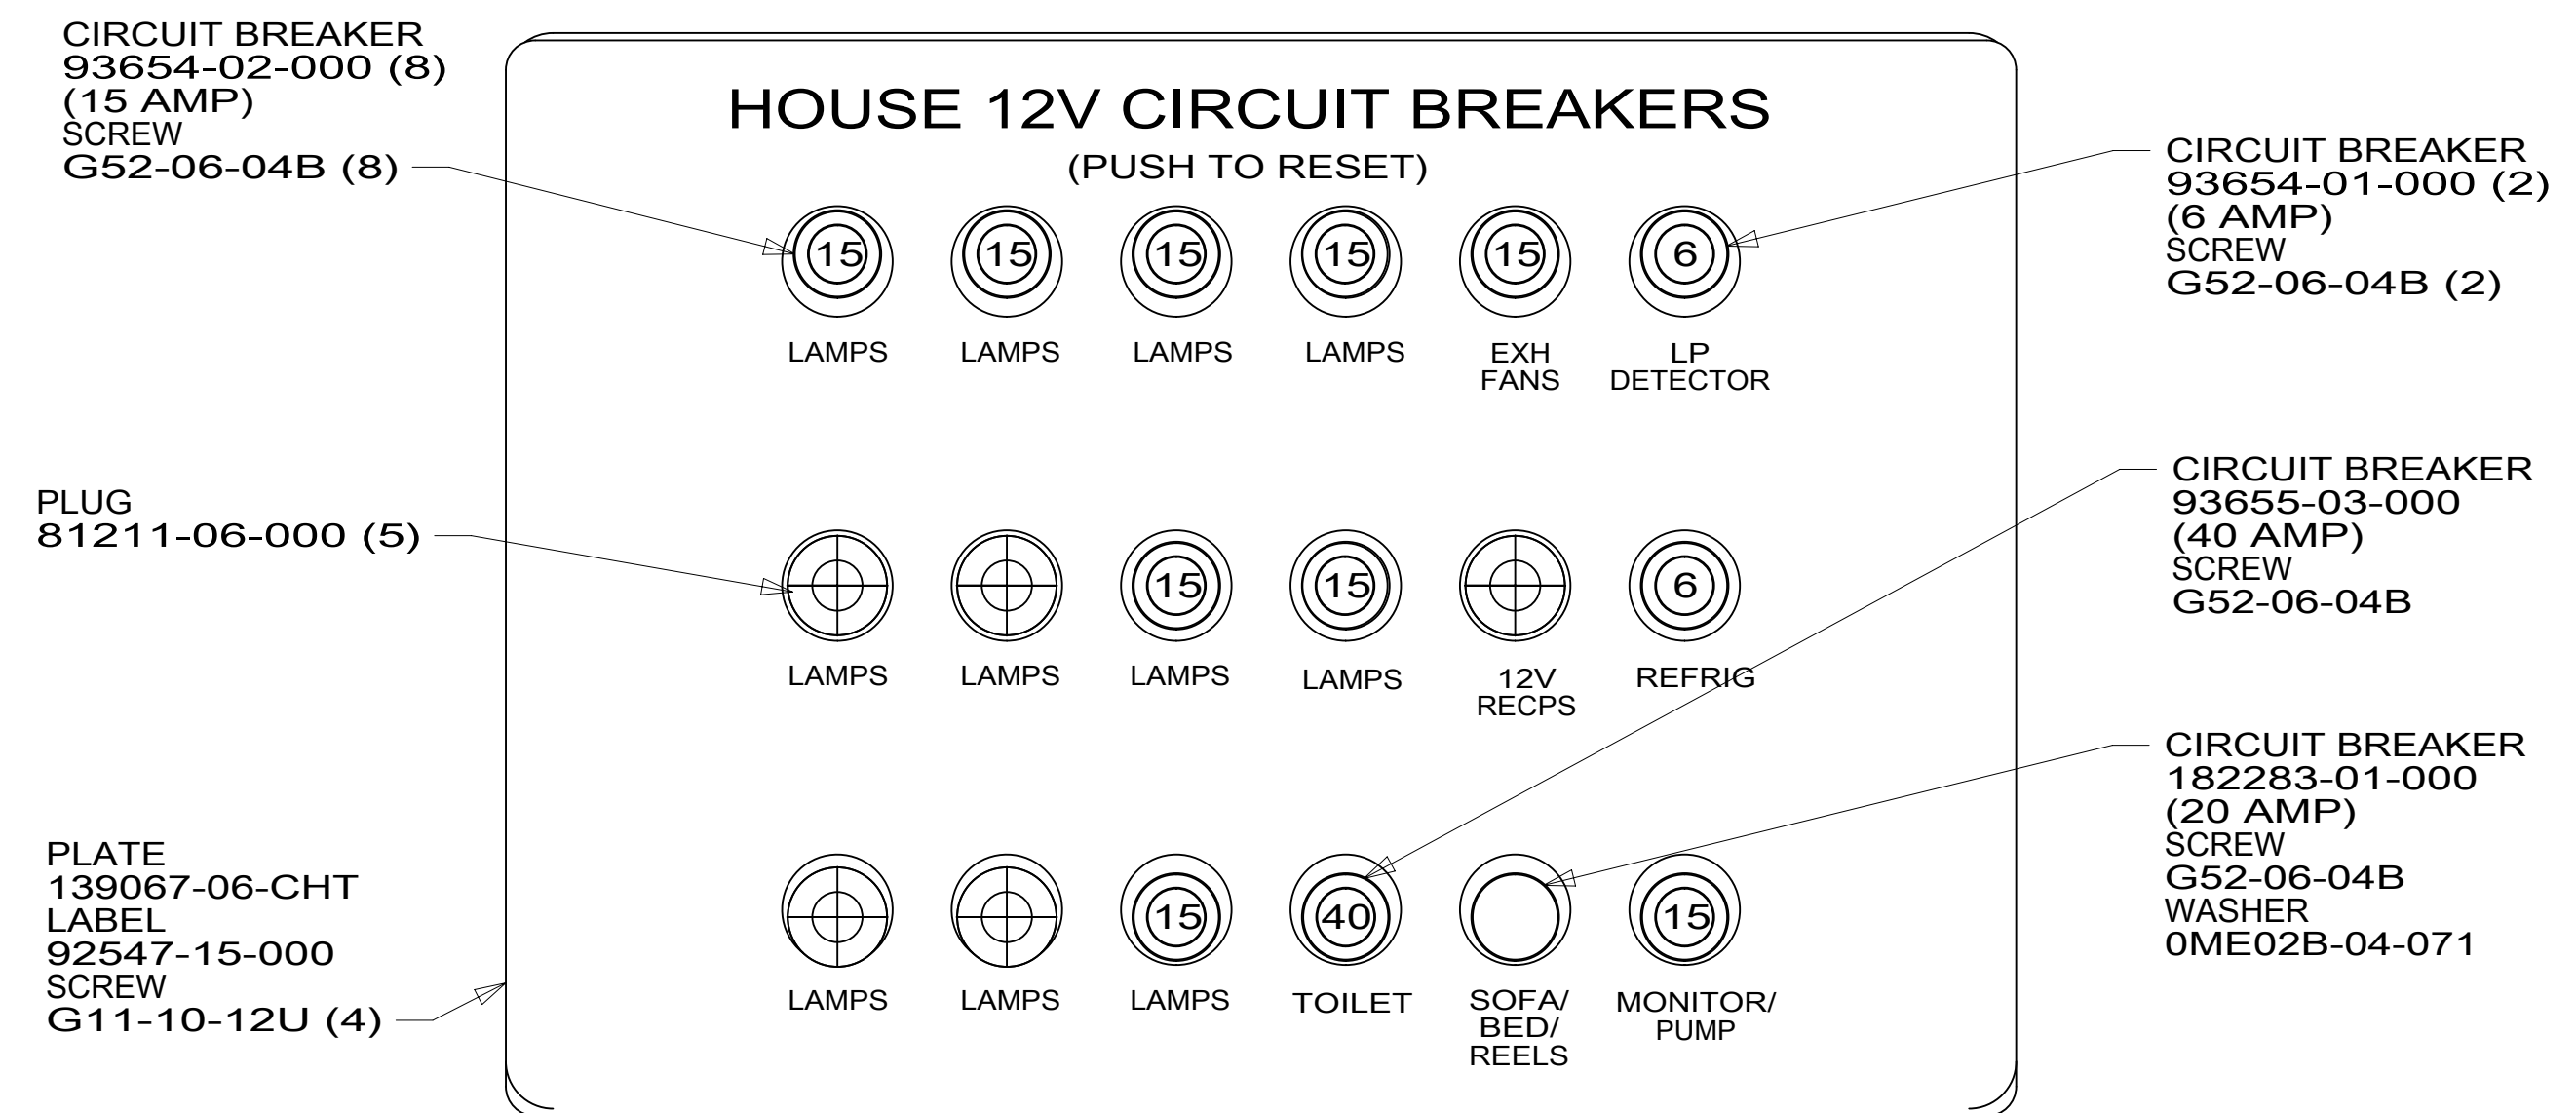 CIRCUIT BREAKER
93654-02-000 (8)
(15 AMP)
SCREW
G52-06-04B (8)
PLUG
81211-06-000 (5)
PLATE
139067-06-CHT
LABEL
92547-15-000
SCREW
G11-10-12U (4)
HOUSE 12V CIRCUIT BREAKERS
(PUSH TO RESET)
15 15 15 15 15 6
LAMPS LAMPS LAMPS LAMPS EXH LP
FANS DETECTOR
15 15 6
LAMPS LAMPS LAMPS LAMPS 12V REFRIG
RECPS
15 40 15
LAMPS LAMPS LAMPS TOILET SOFA/ MONITOR/
BED/ PUMP
REELS
CIRCUIT BREAKER
93654-01-000 (2)
(6 AMP)
SCREW
G52-06-04B (2)
CIRCUIT BREAKER
93655-03-000
(40 AMP)
SCREW
G52-06-04B
CIRCUIT BREAKER
182283-01-000
(20 AMP)
SCREW
G52-06-04B
WASHER
0ME02B-04-071